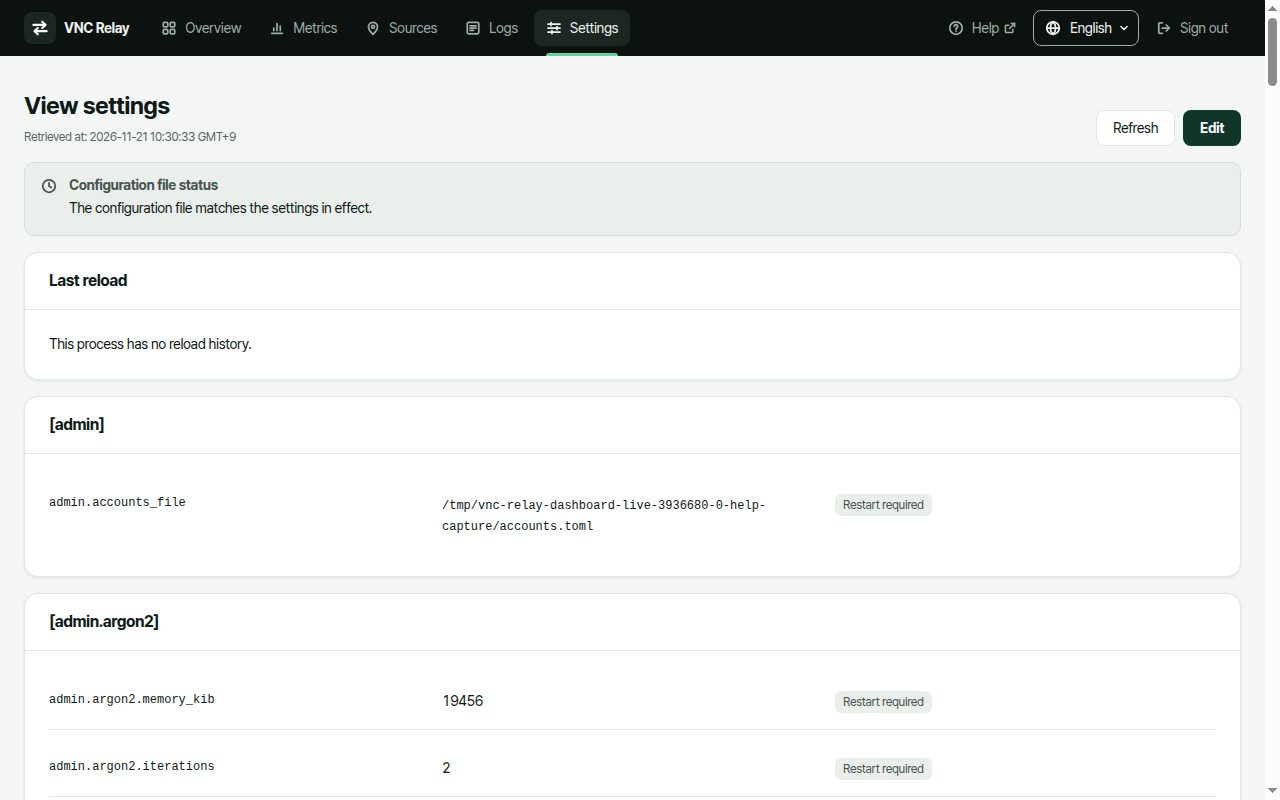 VNC Relay
Overview
Metrics
Sources
Logs
Settings
Help
English
Sign out
View settings
Retrieved at: 2026-11-21 10:30:33 GMT+9
Refresh
Edit
Configuration file status
The configuration file matches the settings in effect.
Last reload
This process has no reload history.
[admin]
admin.accounts_file
/tmp/vnc-relay-dashboard-live-3936680-0-help-
capture/accounts.toml
Restart required
[admin.argon2]
admin.argon2.memory_kib
19456
Restart required
admin.argon2.iterations
2
Restart required